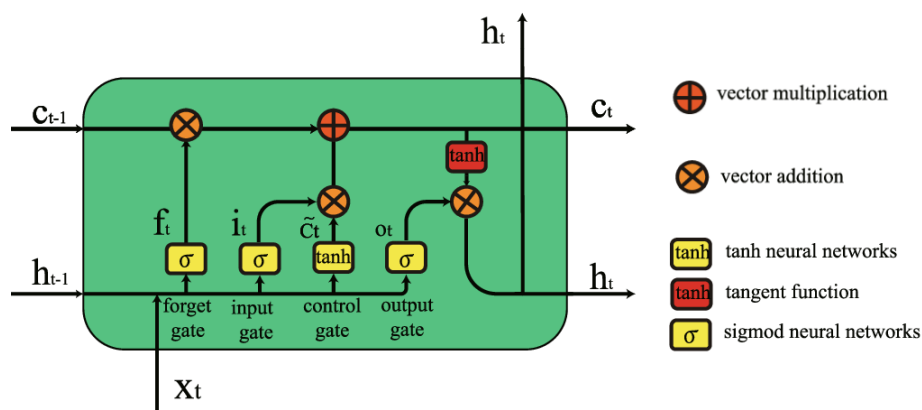 ht
ct-1
ct
tanh
ft
it
c̃t
ot
σ
σ
tanh
σ
ht-1
ht
forget gate
input gate
control gate
output gate
xt
vector multiplication
vector addition
tanh tanh neural networks
tanh tangent function
σ sigmod neural networks